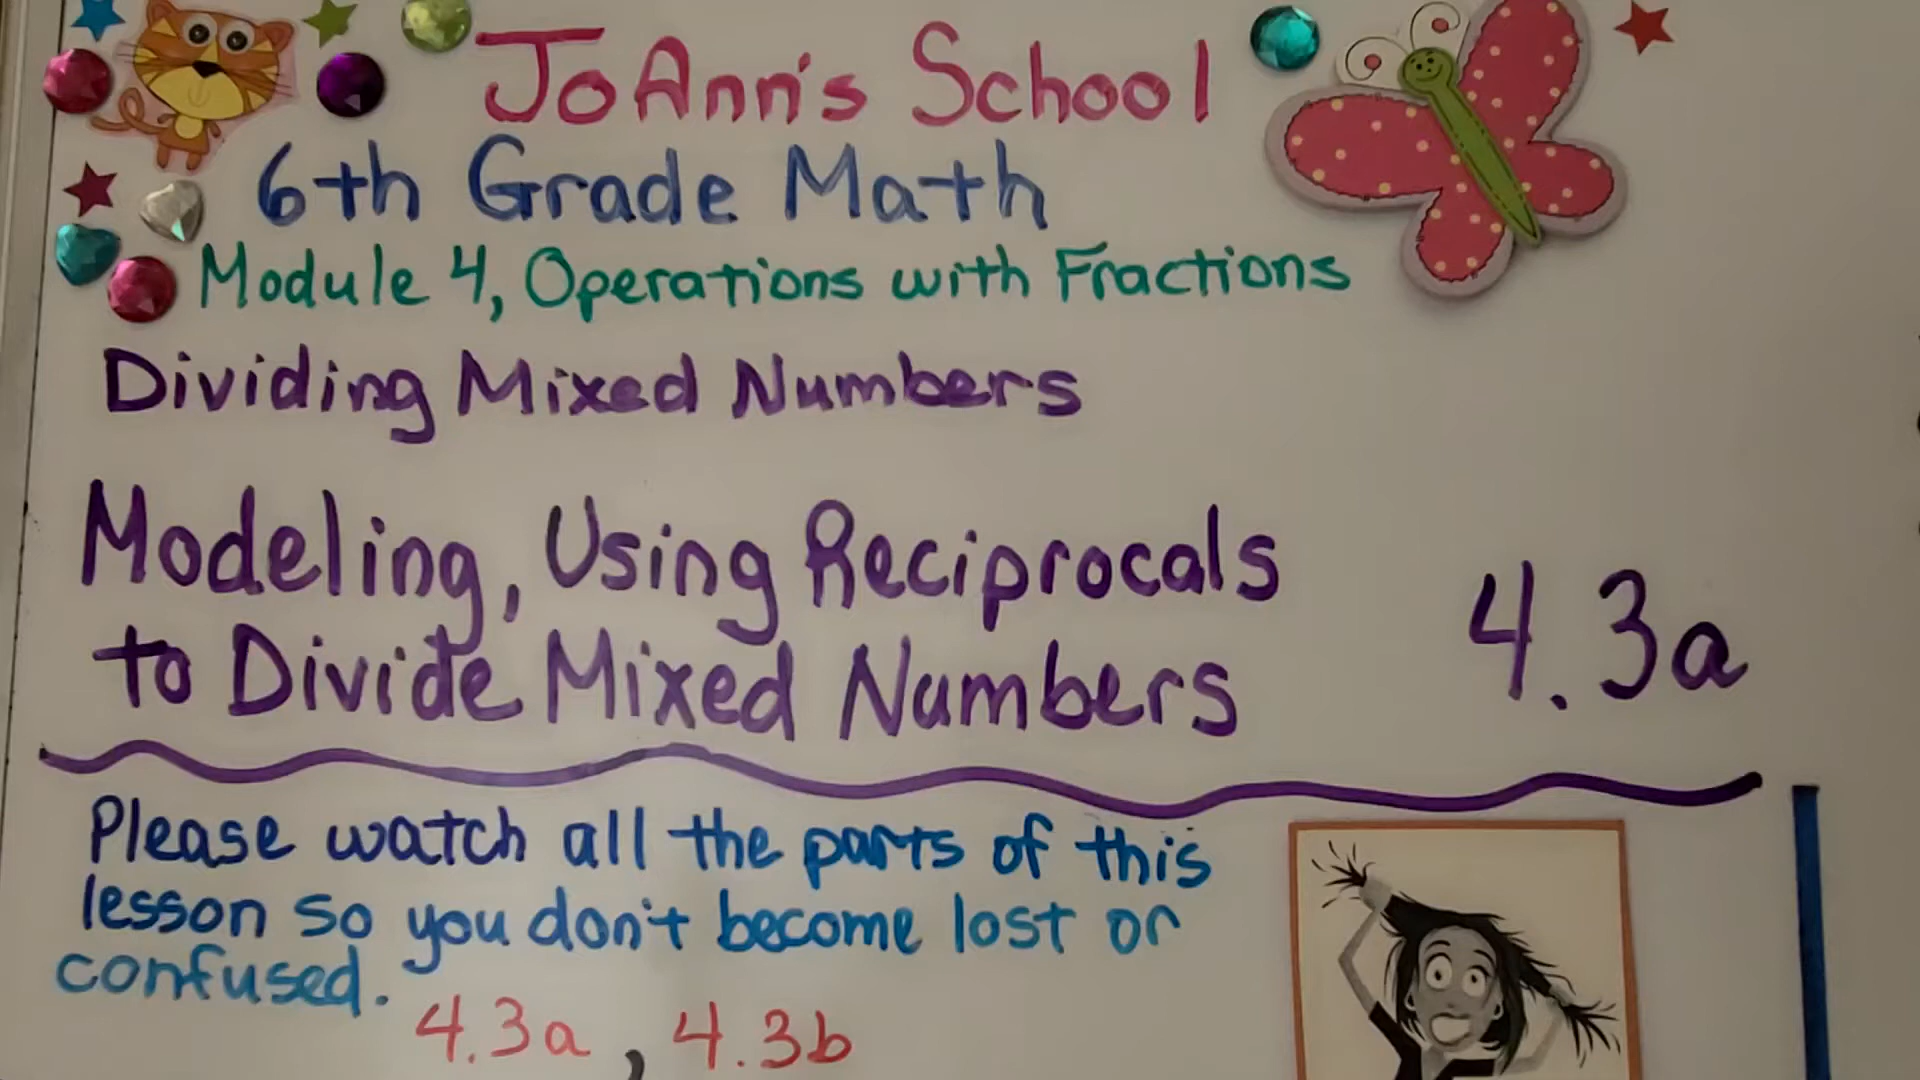 JoAnn's School
6th Grade Math
Module 4, Operations with Fractions
Dividing Mixed Numbers
Modeling, Using Reciprocals
to Divide Mixed Numbers
4.3a
Please watch all the parts of this
lesson so you don't become lost or
confused.
4.3a, 4.3b